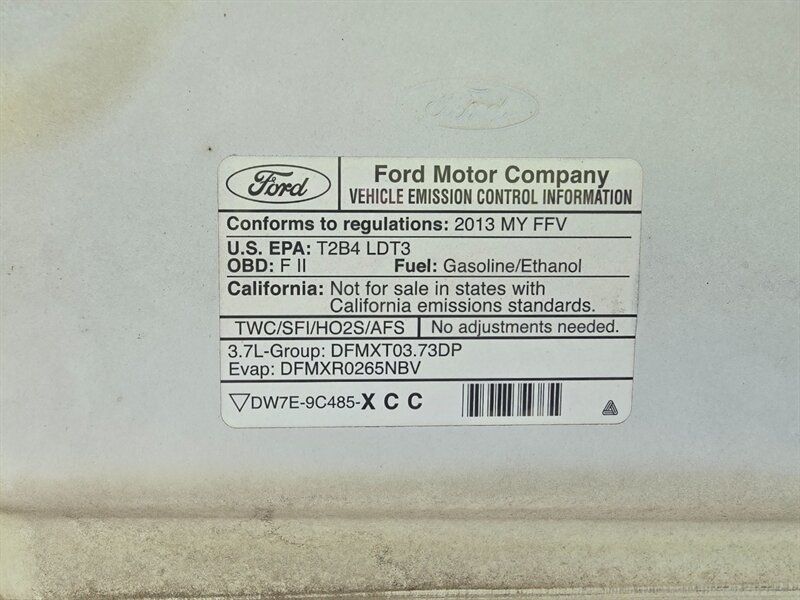 Ford
Ford
Ford Motor Company
VEHICLE EMISSION CONTROL INFORMATION
Conforms to regulations: 2013 MY FFV
U.S. EPA: T2B4 LDT3
OBD: F II Fuel: Gasoline/Ethanol
California: Not for sale in states with
California emissions standards.
TWC/SFI/HO2S/AFS No adjustments needed.
3.7L-Group: DFMXT03.73DP
Evap: DFMXR0265NBV
DW7E-9C485-X C C